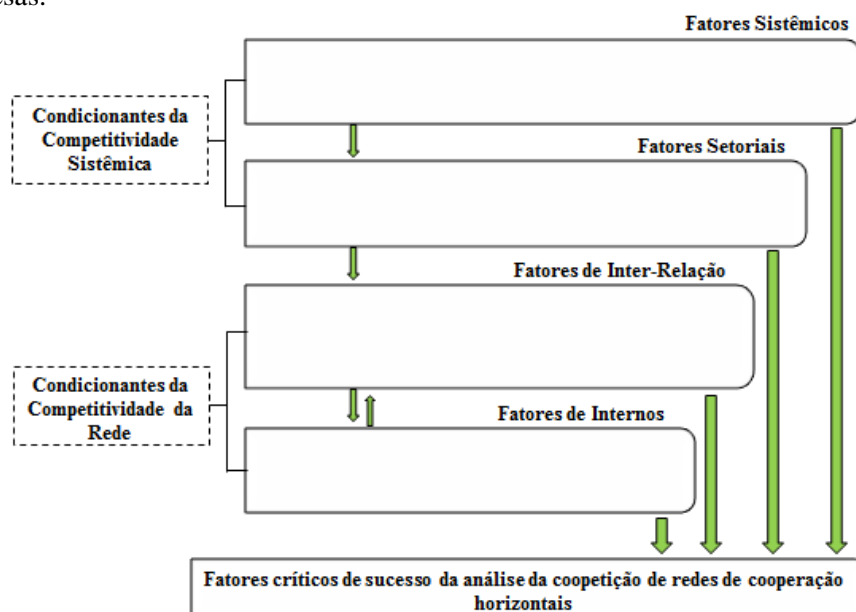 Fatores Sistêmicos
Condicionantes da
Competitividade
Sistêmica
Fatores Setoriais
Fatores de Inter-Relação
Condicionantes da
Competitividade da
Rede
Fatores de Internos
Fatores críticos de sucesso da análise da coopetição de redes de cooperação
horizontais